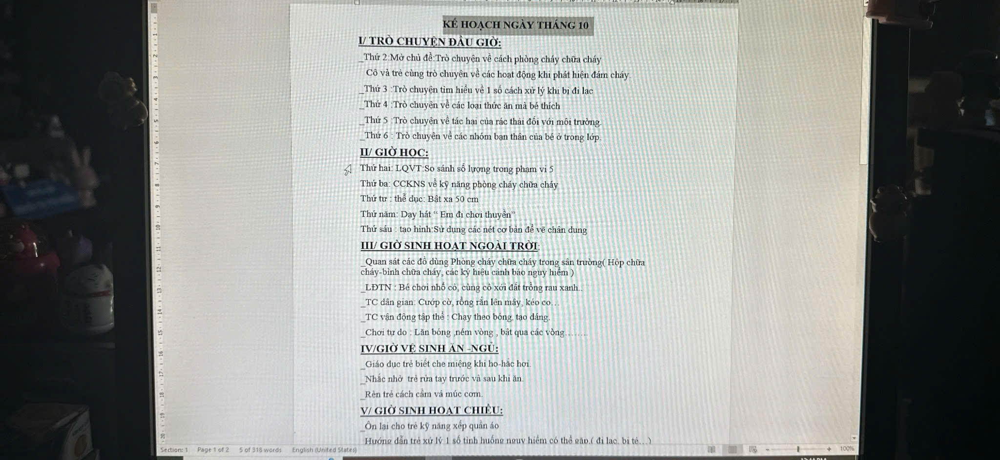 KẾ HOẠCH NGÀY THÁNG 10
I/ TRÒ CHUYỆN ĐẦU GIỜ:
_Thứ 2:Mở chủ đề:Trò chuyện về cách phòng cháy chữa cháy
Cô và trẻ cùng trò chuyện về các hoạt động khi phát hiện đám cháy.
_Thứ 3 :Trò chuyện tìm hiểu về 1 số cách xử lý khi bị đi lạc
_Thứ 4 :Trò chuyện về các loại thức ăn mà bé thích
_Thứ 5 :Trò chuyện về tác hại của rác thải đối với môi trường.
_Thứ 6 : Trò chuyện về các nhóm bạn thân của bé ở trong lớp.
II/ GIỜ HỌC:
Thứ hai: LQVT:So sánh số lượng trong phạm vi 5
Thứ ba: CCKNS về kỹ năng phòng cháy chữa cháy
Thứ tư : thễ dục: Bật xa 50 cm
Thứ năm: Dạy hát “ Em đi chơi thuyền”
Thứ sáu : tạo hình:Sử dụng các nét cơ bản để vẽ chân dung
III/ GIỜ SINH HOẠT NGOÀI TRỜI:
_Quan sát các đồ dùng Phòng cháy chữa cháy trong sân trường( Hộp chữa
cháy-bình chữa cháy, các ký hiệu cảnh báo nguy hiểm )
_LĐTN : Bé chơi nhổ cỏ, cùng cô xới đất trồng rau xanh..
_TC dân gian: Cướp cờ, rồng rắn lên mây, kéo co…
_TC vận động tập thể : Chạy theo bóng, tạo dáng.
_Chơi tự do : Lăn bóng ,ném vòng , bật qua các vòng........
IV/GIỜ VỆ SINH ĂN -NGỦ:
_Giáo dục trẻ biết che miệng khi ho-hắc hơi.
_Nhắc nhở trẻ rửa tay trước và sau khi ăn.
_Rèn trẻ cách cầm vá múc cơm.
V/ GIỜ SINH HOẠT CHIỀU:
_Ôn lại cho trẻ kỹ năng xếp quần áo
Hướng dẫn trẻ xử lý 1 số tình huống nguy hiểm có thể gặp.( đi lạc, bị té…)
Section: 1 Page 1 of 2 5 of 318 words English (United States) 100%